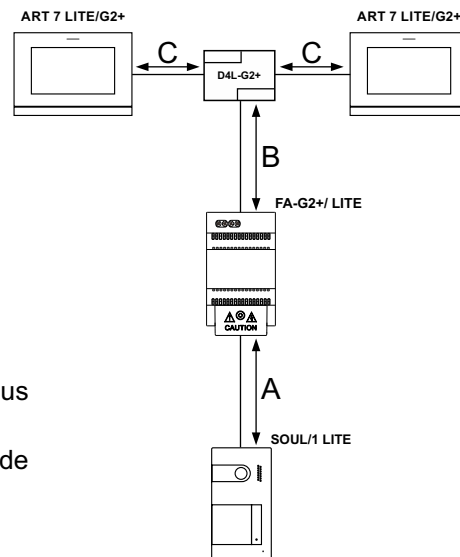 ART 7 LITE/G2+
ART 7 LITE/G2+
C
D4L-G2+
C
B
FA-G2+/ LITE
CAUTION
A
us
SOUL/1 LITE
de